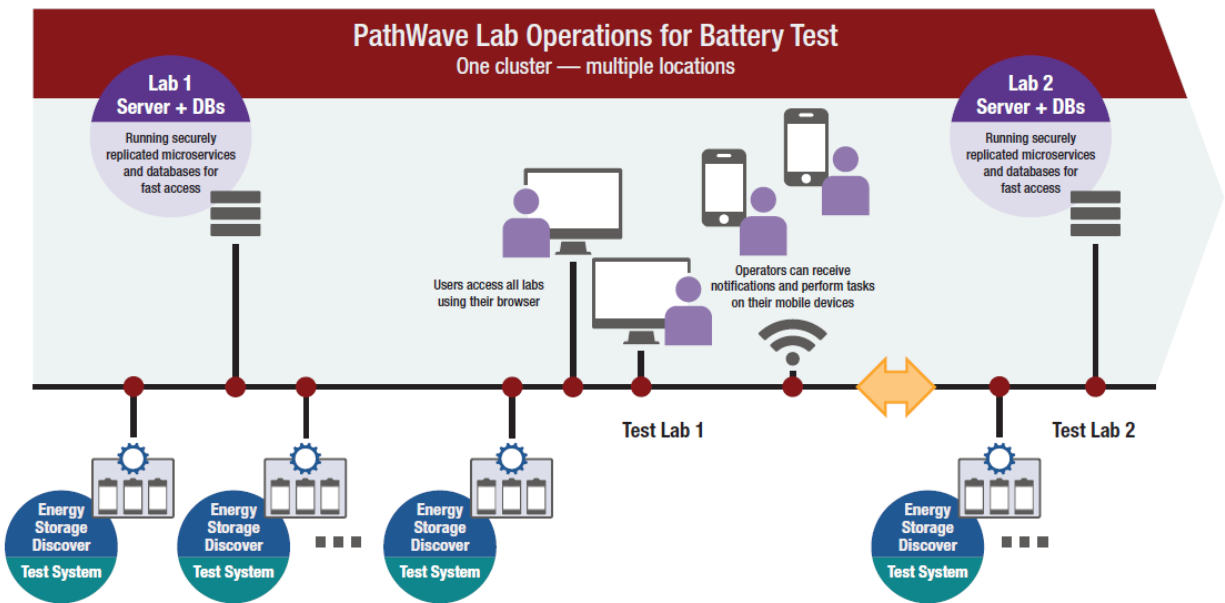 PathWave Lab Operations for Battery Test
One cluster — multiple locations
Lab 1
Server + DBs
Running securely
replicated microservices
and databases for
fast access
Lab 2
Server + DBs
Running securely
replicated microservices
and databases for
fast access
Users access all labs
using their browser
Operators can receive
notifications and perform tasks
on their mobile devices
Test Lab 1
Test Lab 2
Energy
Storage
Discover
Test System
Energy
Storage
Discover
Test System
Energy
Storage
Discover
Test System
Energy
Storage
Discover
Test System